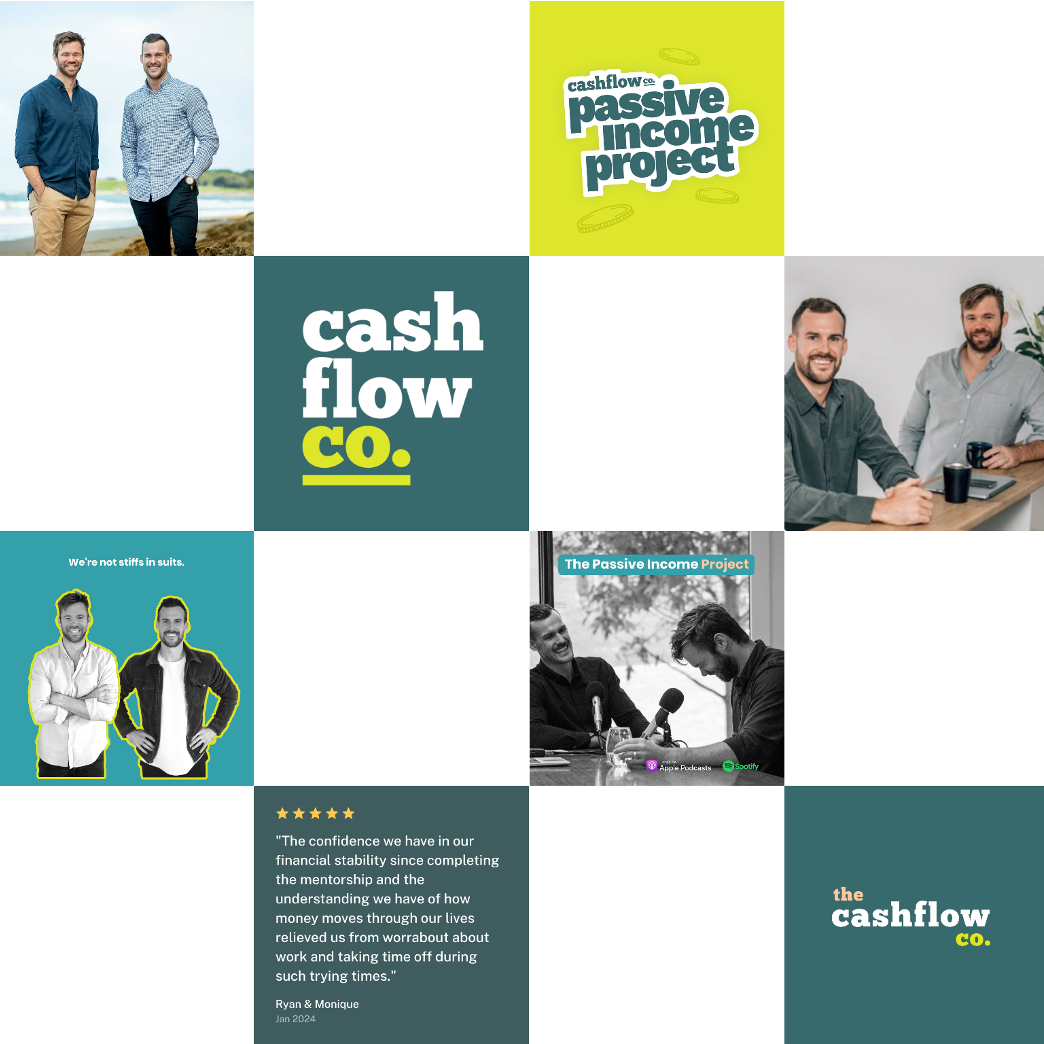 cashflow co.
passive
income
project
cash
flow
co.
We're not stiffs in suits.
The Passive Income Project
Apple Podcasts
Spotify
"The confidence we have in our
financial stability since completing
the mentorship and the
understanding we have of how
money moves through our lives
relieved us from worrabout about
work and taking time off during
such trying times."
Ryan & Monique
Jan 2024
the
cashflow
co.